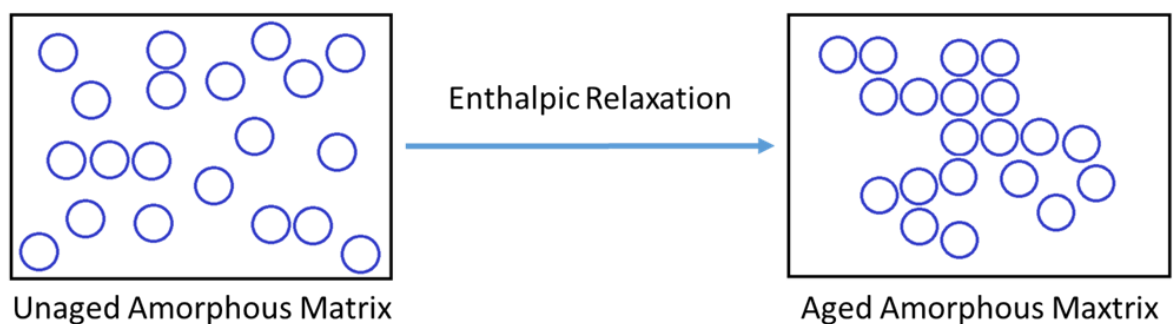 Enthalpic Relaxation
Unaged Amorphous Matrix
Aged Amorphous Maxtrix